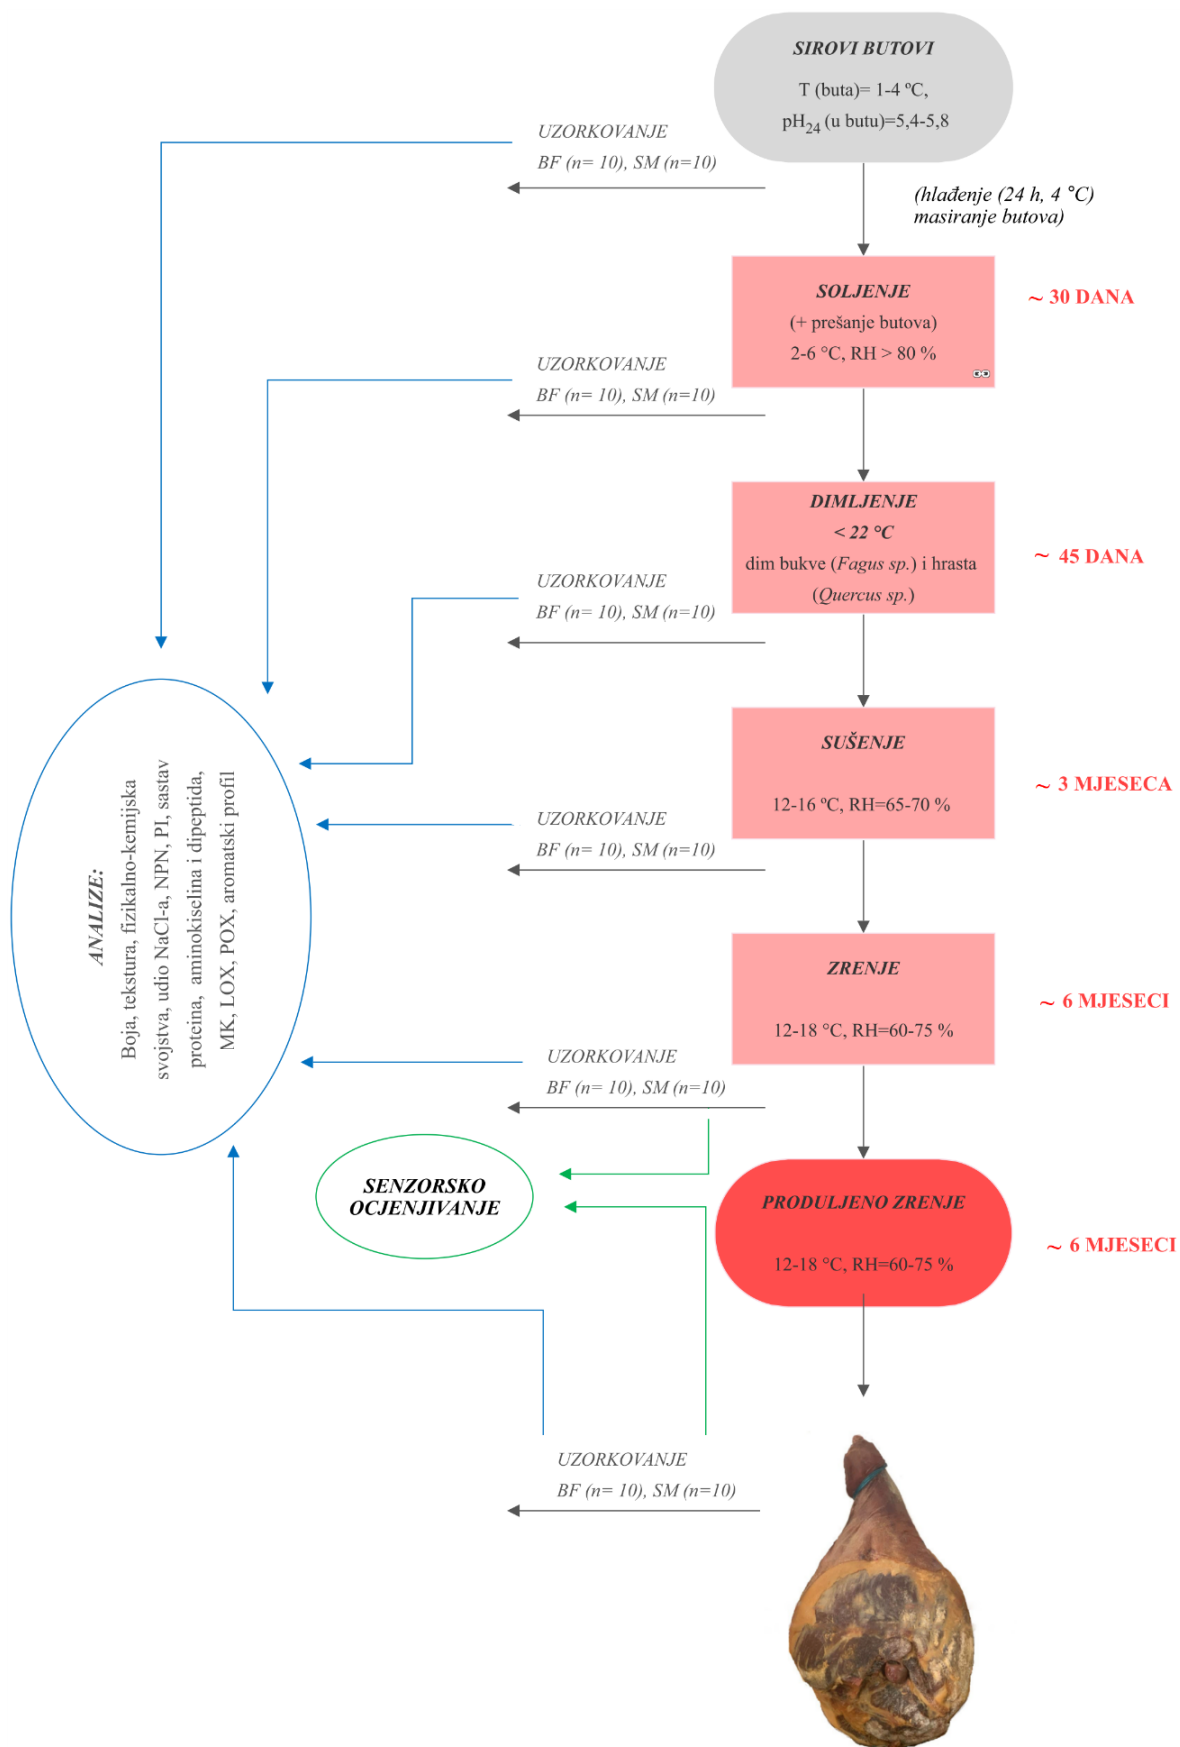 SIROVI BUTOVI
T (buta)= 1-4 ºC,
pH24 (u butu)=5,4-5,8
UZORKOVANJE
BF (n= 10), SM (n=10)
(hlađenje (24 h, 4 °C)
masiranje butova)
SOLJENJE
(+ prešanje butova)
2-6 °C, RH > 80 %
~ 30 DANA
UZORKOVANJE
BF (n= 10), SM (n=10)
DIMLJENJE
< 22 °C
dim bukve (Fagus sp.) i hrasta
(Quercus sp.)
~ 45 DANA
UZORKOVANJE
BF (n= 10), SM (n=10)
SUŠENJE
12-16 ºC, RH=65-70 %
~ 3 MJESECA
UZORKOVANJE
BF (n= 10), SM (n=10)
ANALIZE:
Boja, tekstura, fizikalno-kemijska
svojstva, udio NaCl-a, NPN, PI, sastav
proteina, aminokiselina i dipeptida,
MK, LOX, POX, aromatski profil
ZRENJE
12-18 °C, RH=60-75 %
~ 6 MJESECI
UZORKOVANJE
BF (n= 10), SM (n=10)
SENZORSKO
OCJENJIVANJE
PRODULJENO ZRENJE
12-18 °C, RH=60-75 %
~ 6 MJESECI
UZORKOVANJE
BF (n= 10), SM (n=10)